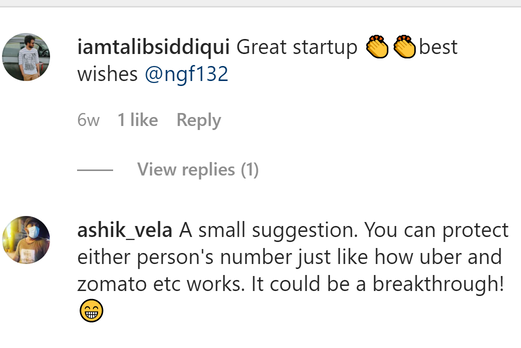 iamtalibsiddiqui Great startup 👏👏best
wishes @ngf132
6w 1 like Reply
View replies (1)
ashik_vela A small suggestion. You can protect
either person's number just like how uber and
zomato etc works. It could be a breakthrough!
😁